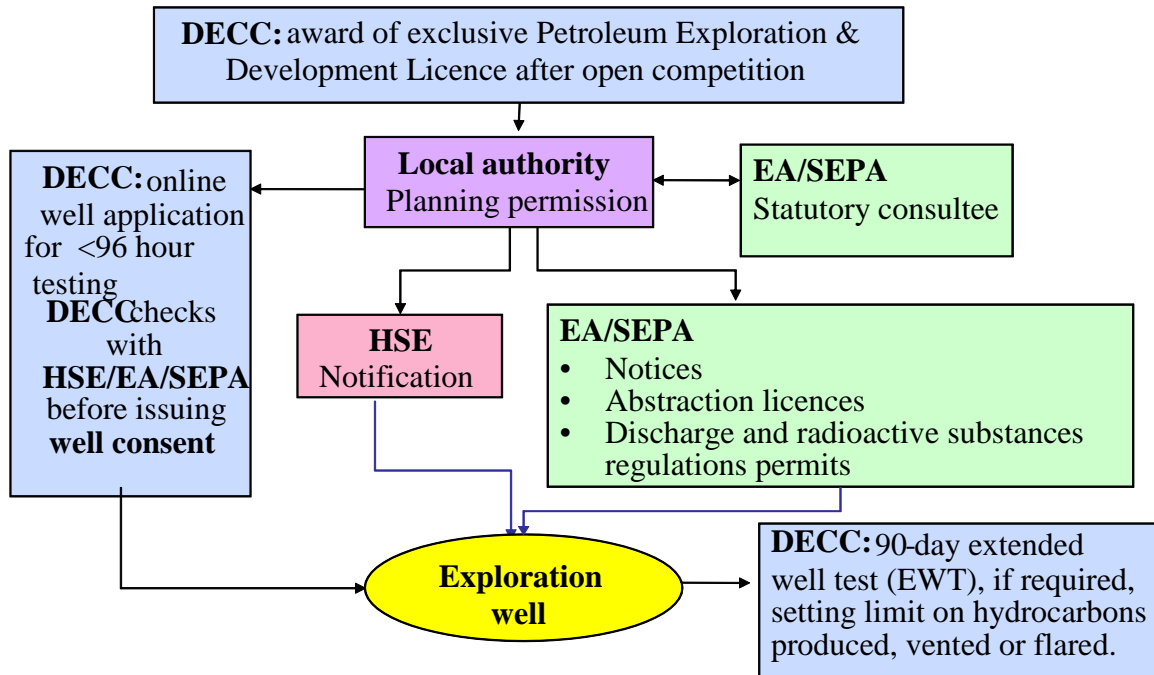 DECC: award of exclusive Petroleum Exploration &
Development Licence after open competition
Local authority
Planning permission
EA/SEPA
Statutory consultee
DECC: online
well application
for <96 hour
testing
DECC checks
with
HSE/EA/SEPA
before issuing
well consent
HSE
Notification
EA/SEPA
• Notices
• Abstraction licences
• Discharge and radioactive substances
regulations permits
Exploration
well
DECC: 90-day extended
well test (EWT), if required,
setting limit on hydrocarbons
produced, vented or flared.